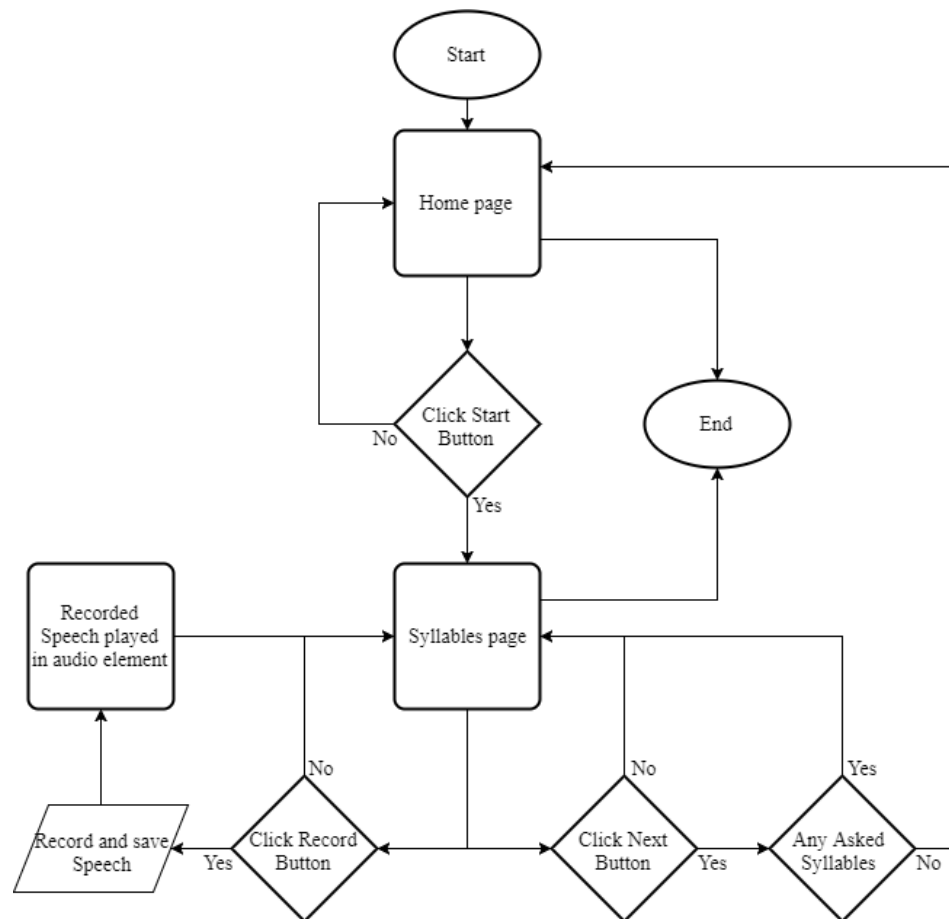 Start
Home page
Click Start
Button
No
Yes
End
Recorded
Speech played
in audio element
Syllables page
No
No
Yes
Record and save
Speech
Yes
Click Record
Button
Click Next
Button
Yes
Any Asked
Syllables
No